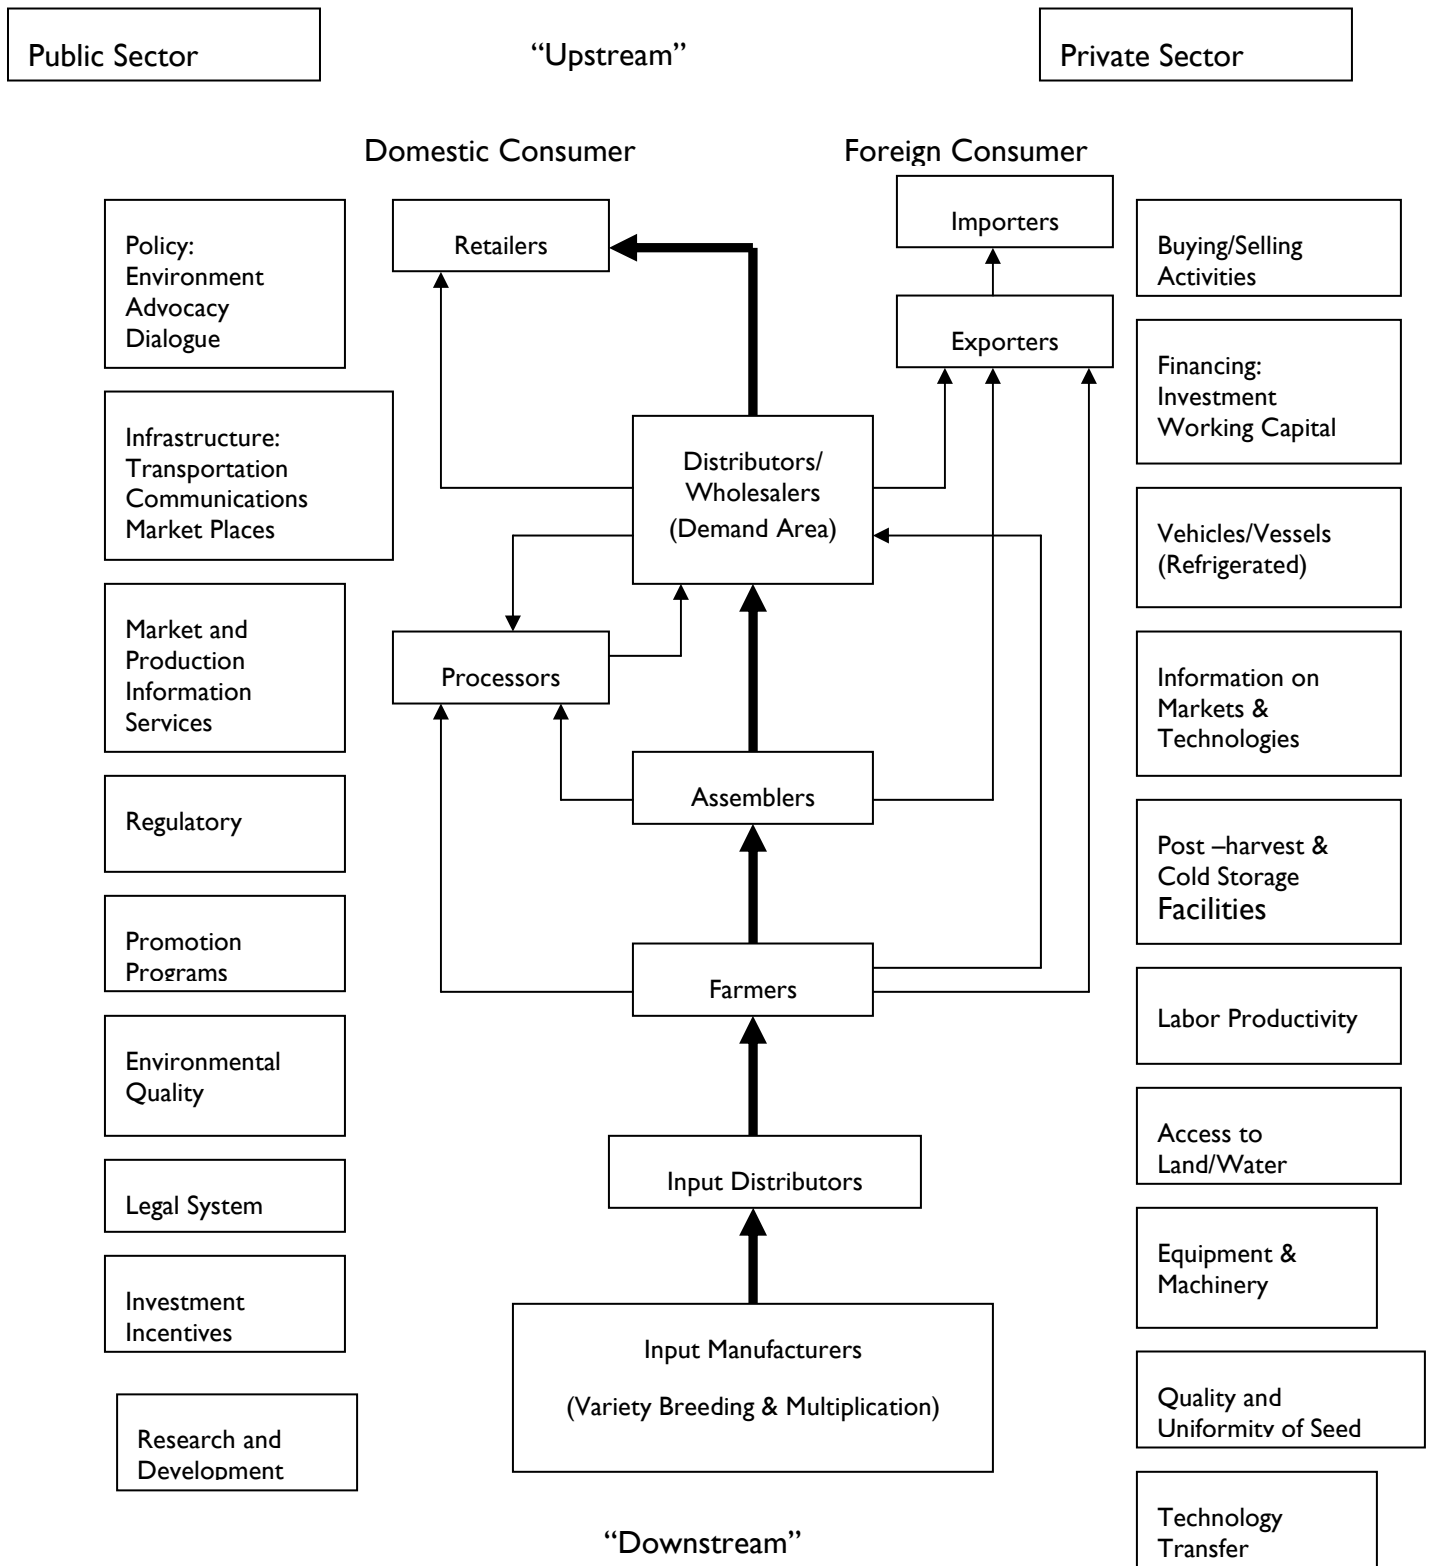 Public Sector
“Upstream”
Private Sector
Domestic Consumer
Foreign Consumer
Policy:
Environment
Advocacy
Dialogue
Infrastructure:
Transportation
Communications
Market Places
Market and
Production
Information
Services
Regulatory
Promotion
Programs
Environmental
Quality
Legal System
Investment
Incentives
Research and
Development
Retailers
Importers
Exporters
Distributors/
Wholesalers
(Demand Area)
Processors
Assemblers
Farmers
Input Distributors
Input Manufacturers
(Variety Breeding & Multiplication)
“Downstream”
Buying/Selling
Activities
Financing:
Investment
Working Capital
Vehicles/Vessels
(Refrigerated)
Information on
Markets &
Technologies
Post –harvest &
Cold Storage
Facilities
Labor Productivity
Access to
Land/Water
Equipment &
Machinery
Quality and
Uniformity of Seed
Technology
Transfer